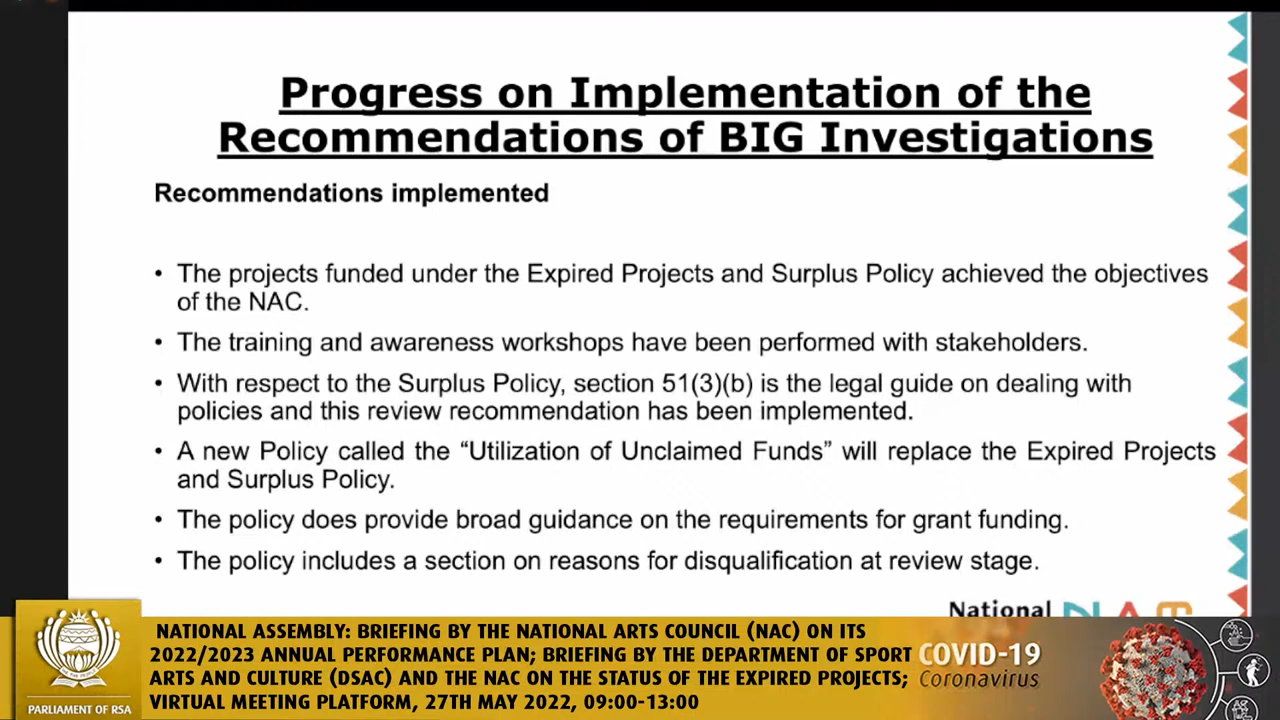 Progress on Implementation of the
Recommendations of BIG Investigations
Recommendations implemented
• The projects funded under the Expired Projects and Surplus Policy achieved the objectives
of the NAC.
• The training and awareness workshops have been performed with stakeholders.
• With respect to the Surplus Policy, section 51(3)(b) is the legal guide on dealing with
policies and this review recommendation has been implemented.
• A new Policy called the “Utilization of Unclaimed Funds” will replace the Expired Projects
and Surplus Policy.
• The policy does provide broad guidance on the requirements for grant funding.
• The policy includes a section on reasons for disqualification at review stage.
National
NATIONAL ASSEMBLY: BRIEFING BY THE NATIONAL ARTS COUNCIL (NAC) ON ITS
2022/2023 ANNUAL PERFORMANCE PLAN; BRIEFING BY THE DEPARTMENT OF SPORT
ARTS AND CULTURE (DSAC) AND THE NAC ON THE STATUS OF THE EXPIRED PROJECTS;
VIRTUAL MEETING PLATFORM, 27TH MAY 2022, 09:00-13:00
PARLIAMENT OF RSA
COVID-19
Coronavirus